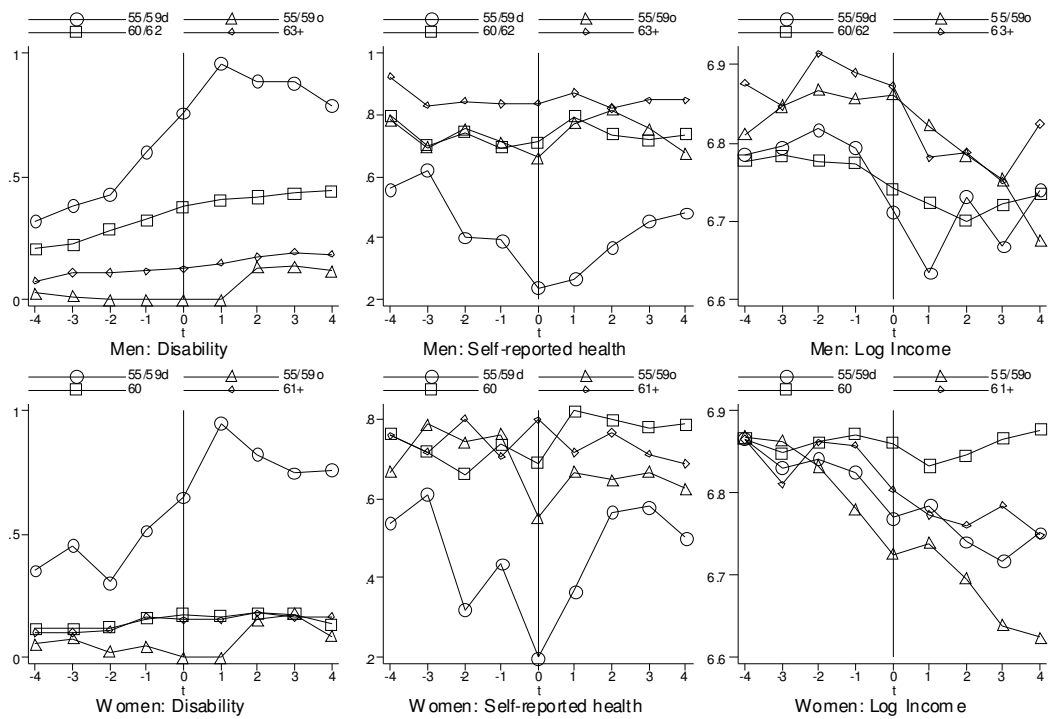 55/59d 55/59o
60/62 63+
1
.5
0
-4 -3 -2 -1 0 1 2 3 4
t
Men: Disability
55/59d 55/59o
60/62 63+
1
.8
.6
.4
.2
-4 -3 -2 -1 0 1 2 3 4
t
Men: Self-reported health
55/59d 55/59o
60/62 63+
6.9
6.8
6.7
6.6
-4 -3 -2 -1 0 1 2 3 4
t
Men: Log Income
55/59d 55/59o
60 61+
1
.5
0
-4 -3 -2 -1 0 1 2 3 4
t
Women: Disability
55/59d 55/59o
60 61+
.8
.6
.4
.2
-4 -3 -2 -1 0 1 2 3 4
t
Women: Self-reported health
55/59d 55/59o
60 61+
6.9
6.8
6.7
6.6
-4 -3 -2 -1 0 1 2 3 4
t
Women: Log Income